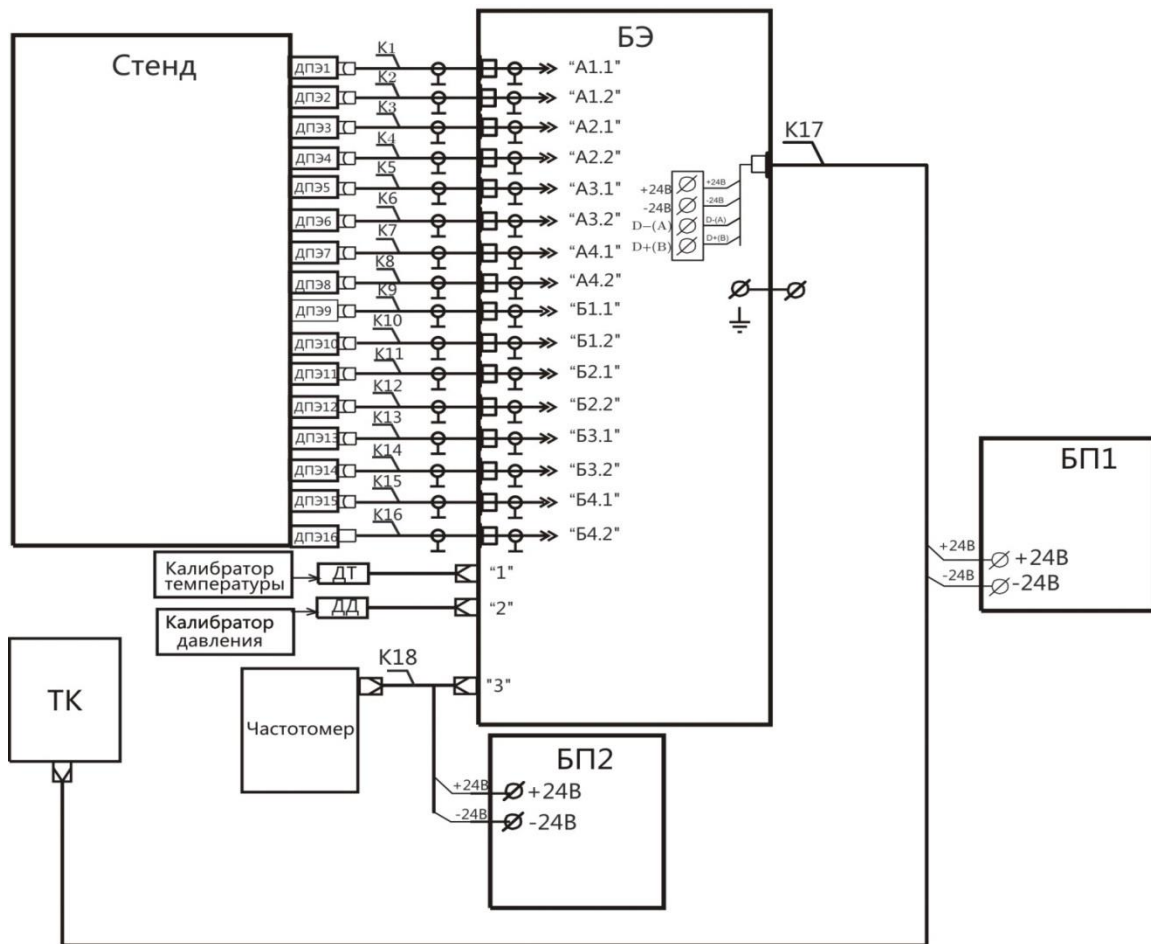 Стенд
БЭ
ДПЭ1
К1
"А1.1"
ДПЭ2
К2
"А1.2"
ДПЭ3
К3
"А2.1"
ДПЭ4
К4
"А2.2"
ДПЭ5
К5
"А3.1"
ДПЭ6
К6
"А3.2"
ДПЭ7
К7
"А4.1"
ДПЭ8
К8
"А4.2"
ДПЭ9
К9
"Б1.1"
ДПЭ10
К10
"Б1.2"
ДПЭ11
К11
"Б2.1"
ДПЭ12
К12
"Б2.2"
ДПЭ13
К13
"Б3.1"
ДПЭ14
К14
"Б3.2"
ДПЭ15
К15
"Б4.1"
ДПЭ16
К16
"Б4.2"
К17
+24В
+24В
-24В
-24В
D−(A)
D-(A)
D+(B)
D+(B)
БП1
+24В
+24В
-24В
-24В
Калибратор
температуры
ДТ
"1"
Калибратор
давления
ДД
"2"
ТК
К18
"3"
Частотомер
БП2
+24В
+24В
-24В
-24В